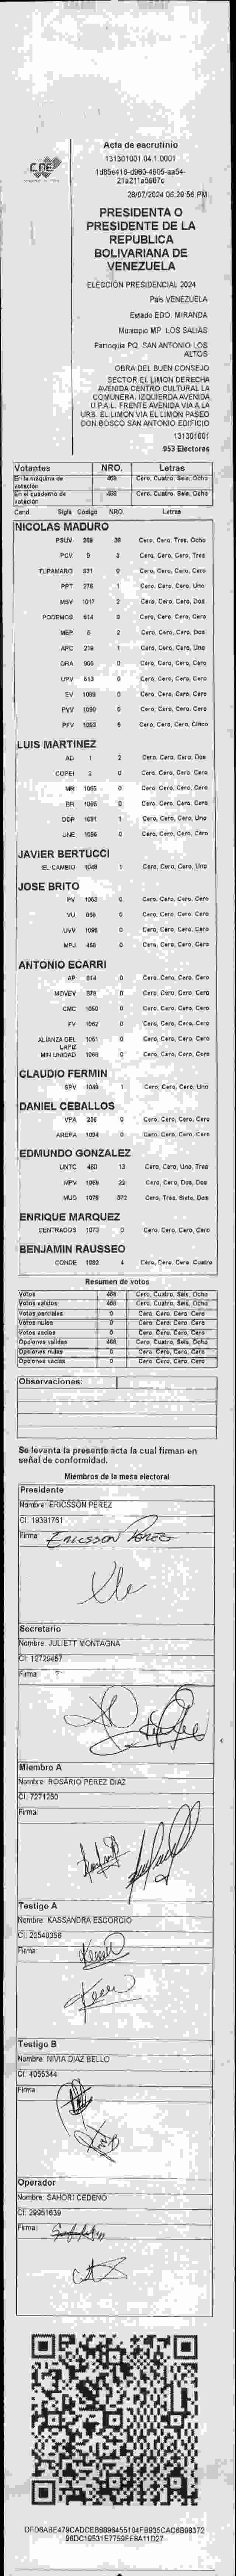 CNE
Acta de escrutinio
131301001.04.1.0001
28/07/2024 06:29:56 PM
PRESIDENTA O
PRESIDENTE DE LA
REPUBLICA
BOLIVARIANA DE
VENEZUELA
ELECCIÓN PRESIDENCIAL 2024
País VENEZUELA
Estado EDO. MIRANDA
Municipio MP. LOS SALIAS
Parroquia PQ. SAN ANTONIO LOS
ALTOS
OBRA DEL BUEN CONSEJO
SECTOR EL LIMON DERECHA
AVENIDA CENTRO CULTURAL LA
COMUNERA. IZQUIERDA AVENIDA
I.I.P.A.L. FRENTE AVENIDA VIA A LA
URB. EL LIMON VIA EL LIMON PASEO
DON BOSCO SAN ANTONIO EDIFICIO
131301001
953 Electores
Votantes NRO. Letras
En la máquina de votación 468 Cero, Cuatro, Seis, Ocho
En el cuaderno de votación 468 Cero, Cuatro, Seis, Ocho
Cand. Sigla Código NRO Letras
NICOLAS MADURO
PSUV 269 38 Cero, Cero, Tres, Ocho
PCV 9 3 Cero, Cero, Cero, Tres
TUPAMARO 931 0 Cero, Cero, Cero, Cero
PPT 276 1 Cero, Cero, Cero, Uno
MSV 1017 2 Cero, Cero, Cero, Dos
PODEMOS 614 0 Cero, Cero, Cero, Cero
MEP 6 2 Cero, Cero, Cero, Dos
APC 219 1 Cero, Cero, Cero, Uno
ORA 906 0 Cero, Cero, Cero, Cero
UPV 613 0 Cero, Cero, Cero, Cero
EV 1089 0 Cero, Cero, Cero, Cero
PVV 1090 0 Cero, Cero, Cero, Cero
PFV 1093 5 Cero, Cero, Cero, Cinco
LUIS MARTINEZ
AD 1 2 Cero, Cero, Cero, Dos
COPEI 2 0 Cero, Cero, Cero, Cero
MR 1065 0 Cero, Cero, Cero, Cero
BR 1066 0 Cero, Cero, Cero, Cero
DDP 1091 1 Cero, Cero, Cero, Uno
UNE 1096 0 Cero, Cero, Cero, Cero
JAVIER BERTUCCI
EL CAMBIO 1048 1 Cero, Cero, Cero, Uno
JOSE BRITO
PV 1063 0 Cero, Cero, Cero, Cero
VU 958 0 Cero, Cero, Cero, Cero
UVV 1098 0 Cero, Cero, Cero, Cero
MPJ 468 0 Cero, Cero, Cero, Cero
ANTONIO ECARRI
AP 814 0 Cero, Cero, Cero, Cero
MOVEV 879 0 Cero, Cero, Cero, Cero
CMC 1050 0 Cero, Cero, Cero, Cero
FV 1062 0 Cero, Cero, Cero, Cero
ALIANZA DEL LAPIZ 1051 0 Cero, Cero, Cero, Cero
MIN UNIDAD 1068 0 Cero, Cero, Cero, Cero
CLAUDIO FERMIN
SPV 1049 1 Cero, Cero, Cero, Uno
DANIEL CEBALLOS
VPA 236 0 Cero, Cero, Cero, Cero
AREPA 1094 0 Cero, Cero, Cero, Cero
EDMUNDO GONZALEZ
UNTC 460 13 Cero, Cero, Uno, Tres
MPV 1069 22 Cero, Cero, Dos, Dos
MUD 1078 372 Cero, Tres, Siete, Dos
ENRIQUE MARQUEZ
CENTRADOS 1073 0 Cero, Cero, Cero, Cero
BENJAMIN RAUSSEO
CONDE 1092 4 Cero, Cero, Cero, Cuatro
Resumen de votos
Votos 468 Cero, Cuatro, Seis, Ocho
Votos validos 468 Cero, Cuatro, Seis, Ocho
Votos parciales 0 Cero, Cero, Cero, Cero
Votos nulos 0 Cero, Cero, Cero, Cero
Votos vacíos 0 Cero, Cero, Cero, Cero
Opciones validas 468 Cero, Cuatro, Seis, Ocho
Optiones nulas 0 Cero, Cero, Cero, Cero
Opciones vacías 0 Cero, Cero, Cero, Cero
Observaciones:
Se levanta la presente acta la cual firman en
señal de conformidad.
Miembros de la mesa electoral
Presidente
Nombre: ERICSSON PEREZ
CI: 19391761
Firma: Ericsson Perez
Secretario
Nombre: JULIETT MONTAGNA
CI: 12729457
Firma:
Miembro A
Nombre: ROSARIO PEREZ DIAZ
CI: 7271250
Firma:
Testigo A
Nombre: KASSANDRA ESCORCIO
CI: 22540358
Firma:
Testigo B
Nombre: NIVIA DIAZ BELLO
CI: 4055344
Firma:
Operador
Nombre: SAHORI CEDENO
CI: 29951639
Firma: